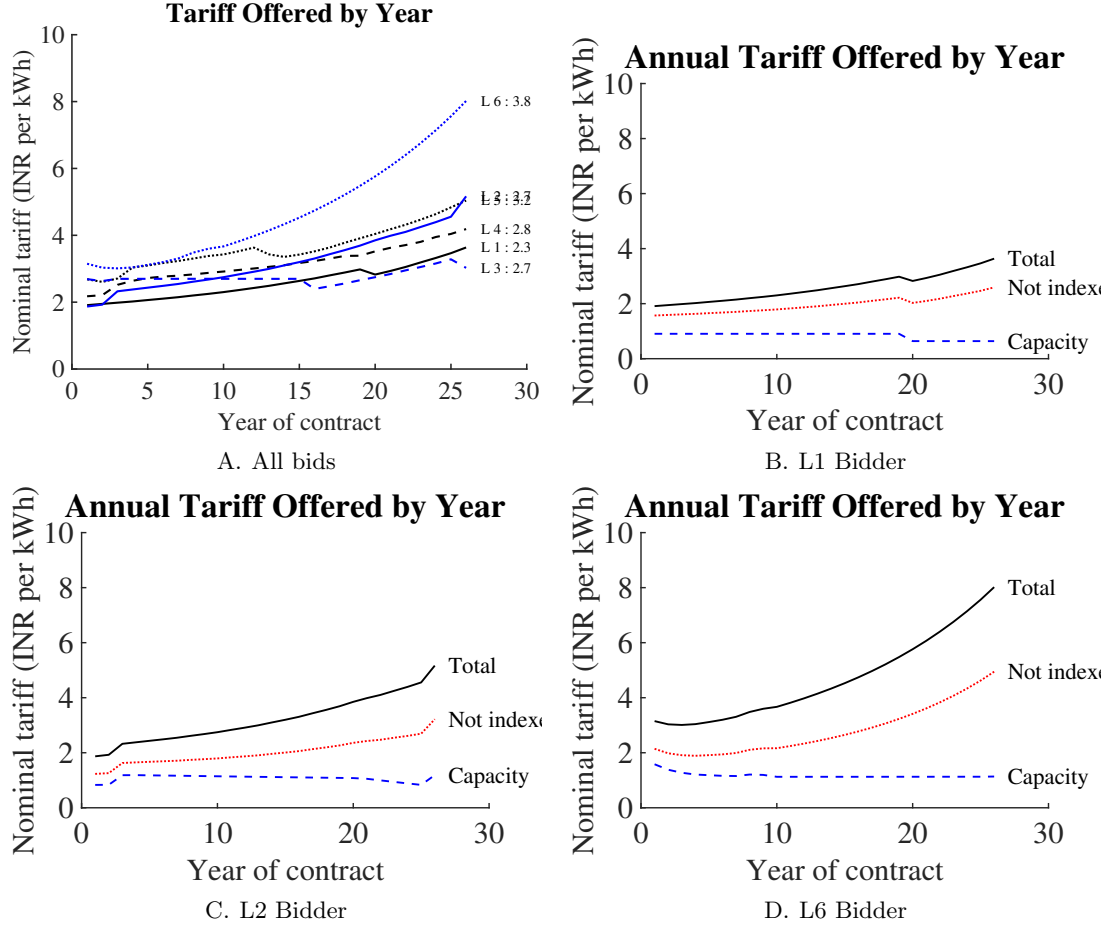 Tariff Offered by Year
Nominal tariff (INR per kWh)
10
8
6
4
2
0
L 6 : 3.8
L 4 : 2.8
L 1 : 2.3
L 3 : 2.7
0 5 10 15 20 25 30
Year of contract
A. All bids
Annual Tariff Offered by Year
Nominal tariff (INR per kWh)
10
8
6
4
2
0
Total
Not indexe
Capacity
0 10 20 30
Year of contract
B. L1 Bidder
Annual Tariff Offered by Year
Nominal tariff (INR per kWh)
10
8
6
4
2
0
Total
Not indexe
Capacity
0 10 20 30
Year of contract
C. L2 Bidder
Annual Tariff Offered by Year
Nominal tariff (INR per kWh)
10
8
6
4
2
0
Total
Not indexe
Capacity
0 10 20 30
Year of contract
D. L6 Bidder